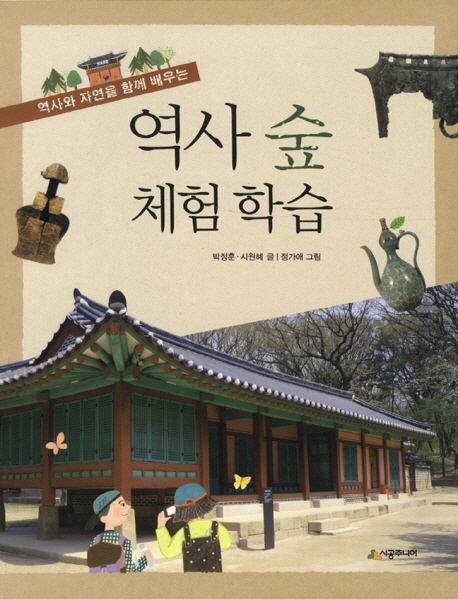 역사와 자연을 함께 배우는
역사 숲
체험 학습
박정훈·시원혜 글 | 정가애 그림
시공주니어